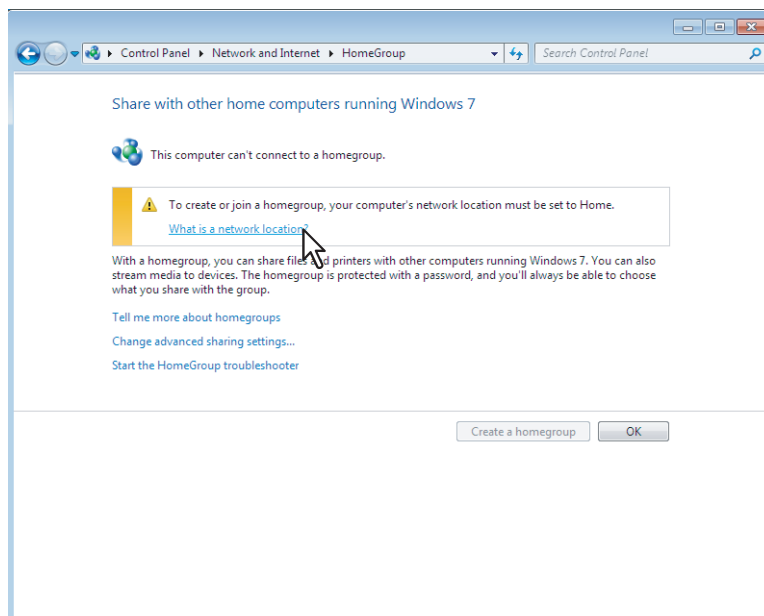 Control Panel Network and Internet HomeGroup Search Control Panel
Share with other home computers running Windows 7
This computer can't connect to a homegroup.
To create or join a homegroup, your computer's network location must be set to Home.
What is a network location?
With a homegroup, you can share files and printers with other computers running Windows 7. You can also
stream media to devices. The homegroup is protected with a password, and you'll always be able to choose
what you share with the group.
Tell me more about homegroups
Change advanced sharing settings...
Start the HomeGroup troubleshooter
Create a homegroup OK